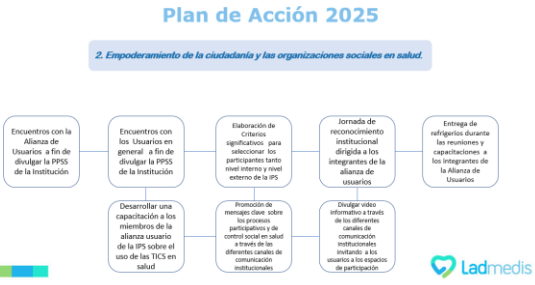 Plan de Acción 2025
2. Empoderamiento de la ciudadanía y las organizaciones sociales en salud.
Encuentros con la
Alianza de
Usuarios a fin de
divulgar la PPSS
de la Institución
Encuentros con
los Usuarios en
general a fin de
divulgar la PPSS
de la Institución
Elaboración de
Criterios
significativos para
seleccionar los
participantes tanto
nivel interno y nivel
externo de la IPS
Jornada de
reconocimiento
institucional
dirigida a los
integrantes de la
alianza de
usuarios
Entrega de
refrigerios durante
las reuniones y
capacitaciones a
los Integrantes de
la Alianza de
Usuarios
Desarrollar una
capacitación a los
miembros de la
alianza usuario
de la IPS sobre el
uso de las TICS en
salud
Promoción de
mensajes clave sobre
los procesos
participativos y de
control social en salud
a través de las
diferentes canales de
comunicación
institucionales
Divulgar video
informativo a través
de los diferentes
canales de
comunicación
institucionales
invitando a los
usuarios a los espacios
de participación
Ladmedis